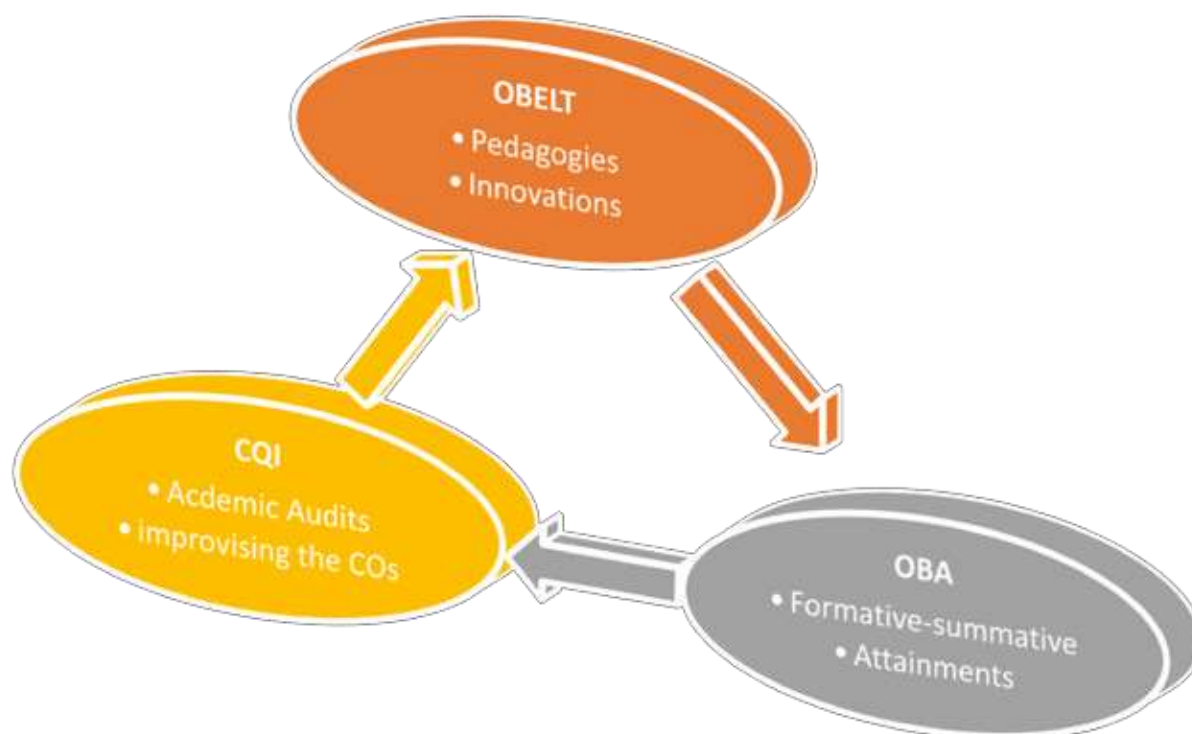 OBELT
• Pedagogies
• Innovations
CQI
• Acdemic Audits
• improvising the COs
OBA
• Formative-summative
• Attainments